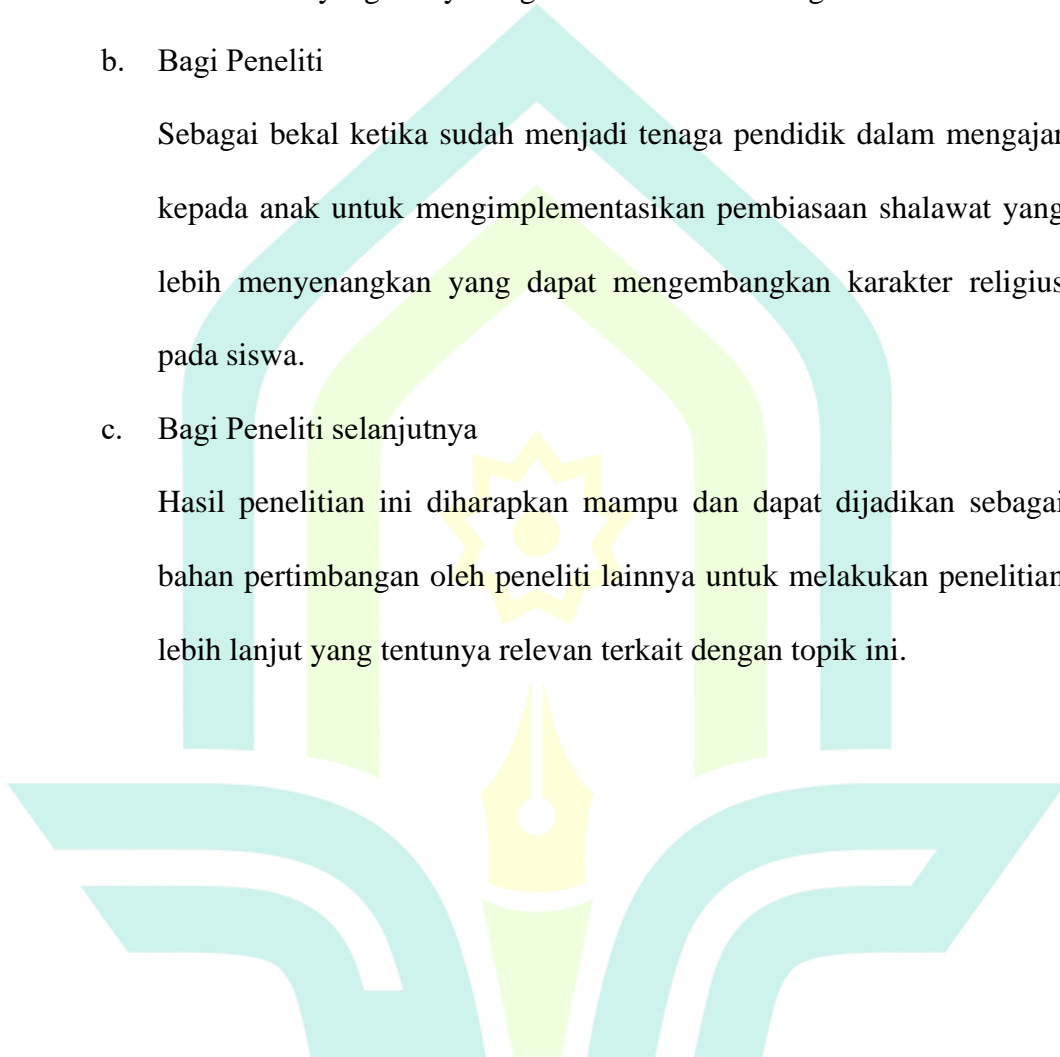 b. Bagi Peneliti
Sebagai bekal ketika sudah menjadi tenaga pendidik dalam mengajar
kepada anak untuk mengimplementasikan pembiasaan shalawat yang
lebih menyenangkan yang dapat mengembangkan karakter religius
pada siswa.
c. Bagi Peneliti selanjutnya
Hasil penelitian ini diharapkan mampu dan dapat dijadikan sebagai
bahan pertimbangan oleh peneliti lainnya untuk melakukan penelitian
lebih lanjut yang tentunya relevan terkait dengan topik ini.